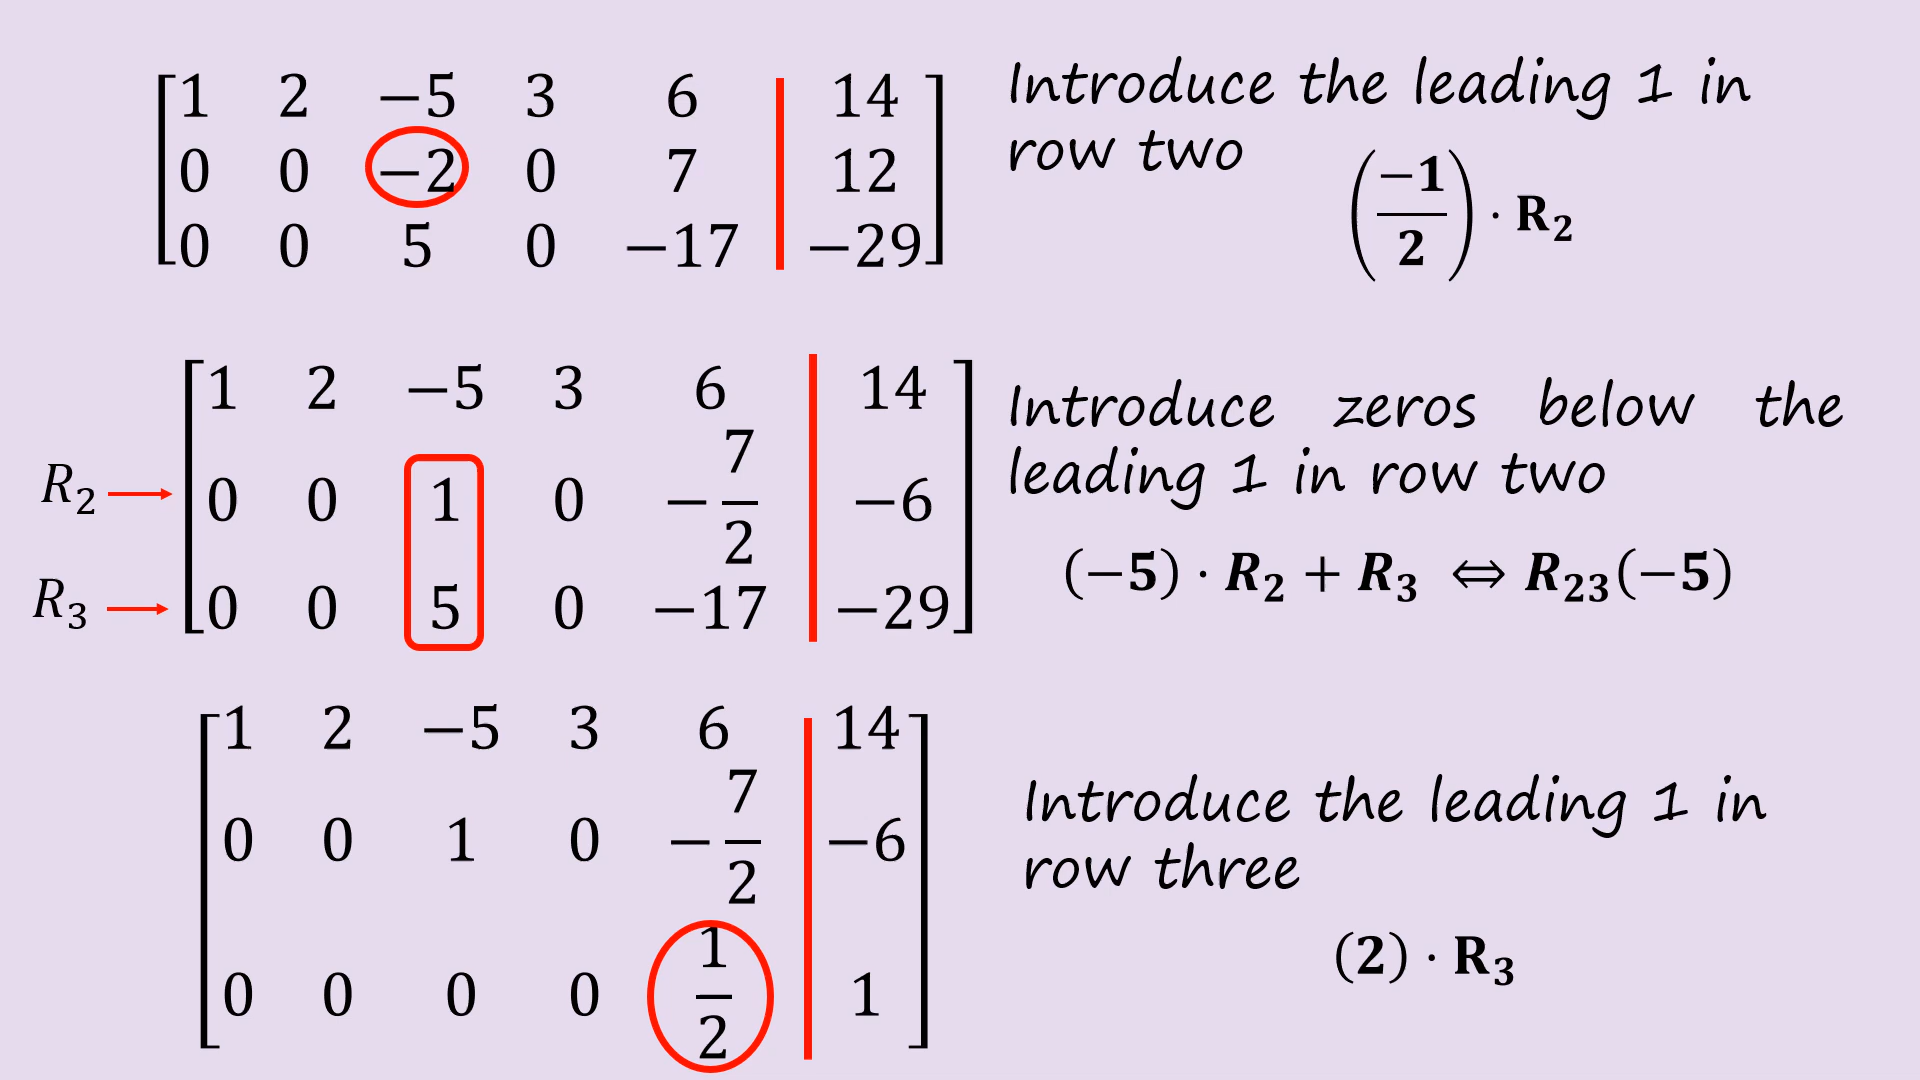 1 2 −5 3 6 | 14
0 0 −2 0 7 | 12
0 0 5 0 −17 | −29
Introduce the leading 1 in
row two
(−1/2) · R₂
1 2 −5 3 6 | 14
R₂ → 0 0 1 0 −7/2 | −6
R₃ → 0 0 5 0 −17 | −29
Introduce zeros below the
leading 1 in row two
(−5) · R₂ + R₃ ⇔ R₂₃(−5)
1 2 −5 3 6 | 14
0 0 1 0 −7/2 | −6
0 0 0 0 1/2 | 1
Introduce the leading 1 in
row three
(2) · R₃